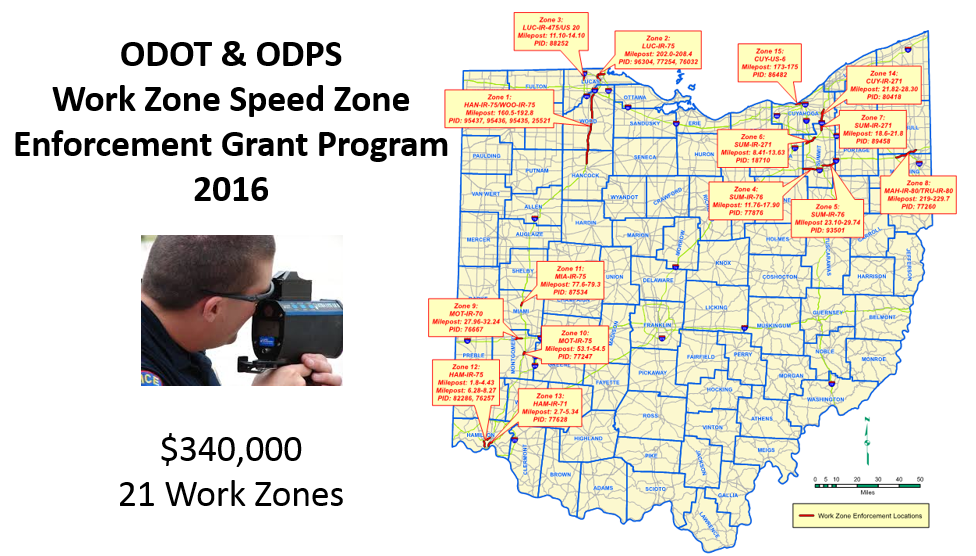 ODOT & ODPS
Work Zone Speed Zone
Enforcement Grant Program
2016
$340,000
21 Work Zones
Zone 3:
LUC-IR-475/US 20
Milepost: 11.10-14.10
PID: 88252
Zone 2:
LUC-IR-75
Milepost: 202.0-208.4
PID: 96304, 77254, 76032
Zone 15:
CUY-US-6
Milepost: 173-175
PID: 86482
Zone 14:
CUY-IR-271
Milepost: 21.82-28.30
PID: 80418
Zone 1:
HAN-IR-75/WOO-IR-75
Milepost: 160.5-192.8
PID: 95437, 95436, 95435, 25521
Zone 7:
SUM-IR-271
Milepost: 18.6-21.8
PID: 89458
Zone 6:
SUM-IR-271
Milepost: 8.41-13.63
PID: 18710
Zone 8:
MAH-IR-80/TRU-IR-80
Milepost: 219-229.7
PID: 77260
Zone 4:
SUM-IR-76
Milepost: 11.76-17.90
PID: 77876
Zone 5:
SUM-IR-76
Milepost 23.10-29.74
PID: 93501
Zone 11:
MIA-IR-75
Milepost: 77.6-79.3
PID: 87534
Zone 9:
MOT-IR-70
Milepost: 27.96-32.24
PID: 76667
Zone 10:
MOT-IR-75
Milepost: 53.1-54.5
PID: 77247
Zone 12:
HAM-IR-75
Milepost: 1.8-4.43
6.28-8.27
PID: 82286, 76257
Zone 13:
HAM-IR-71
Milepost: 2.7-5.34
PID: 77628
FULTON
LUCAS
OTTAWA
WOOD
SANDUSKY
ERIE
CUYAHOGA
PAULDING
PUTNAM
HANCOCK
SENECA
HURON
SUMMIT
PORTAGE
VAN WERT
ALLEN
WYANDOT
CRAWFORD
HARDIN
MERCER
AUGLAIZE
MARION
MORROW
HOLMES
TUSCARAWAS
CARROLL
JEFFERSON
SHELBY
UNION
DELAWARE
KNOX
COSHOCTON
HARRISON
MIAMI
CHAMPAIGN
LICKING
GUERNSEY
BELMONT
PREBLE
MONTGOMERY
GREENE
MADISON
FRANKLIN
MUSKINGUM
FAIRFIELD
PERRY
NOBLE
MONROE
FAYETTE
PICKAWAY
HOCKING
MORGAN
WASHINGTON
HAMILTON
CLERMONT
HIGHLAND
ROSS
VINTON
ATHENS
MEIGS
BROWN
ADAMS
PIKE
SCIOTO
JACKSON
GALLIA
LAWRENCE
0 5 10 20 30 40 50
Miles
Work Zone Enforcement Locations